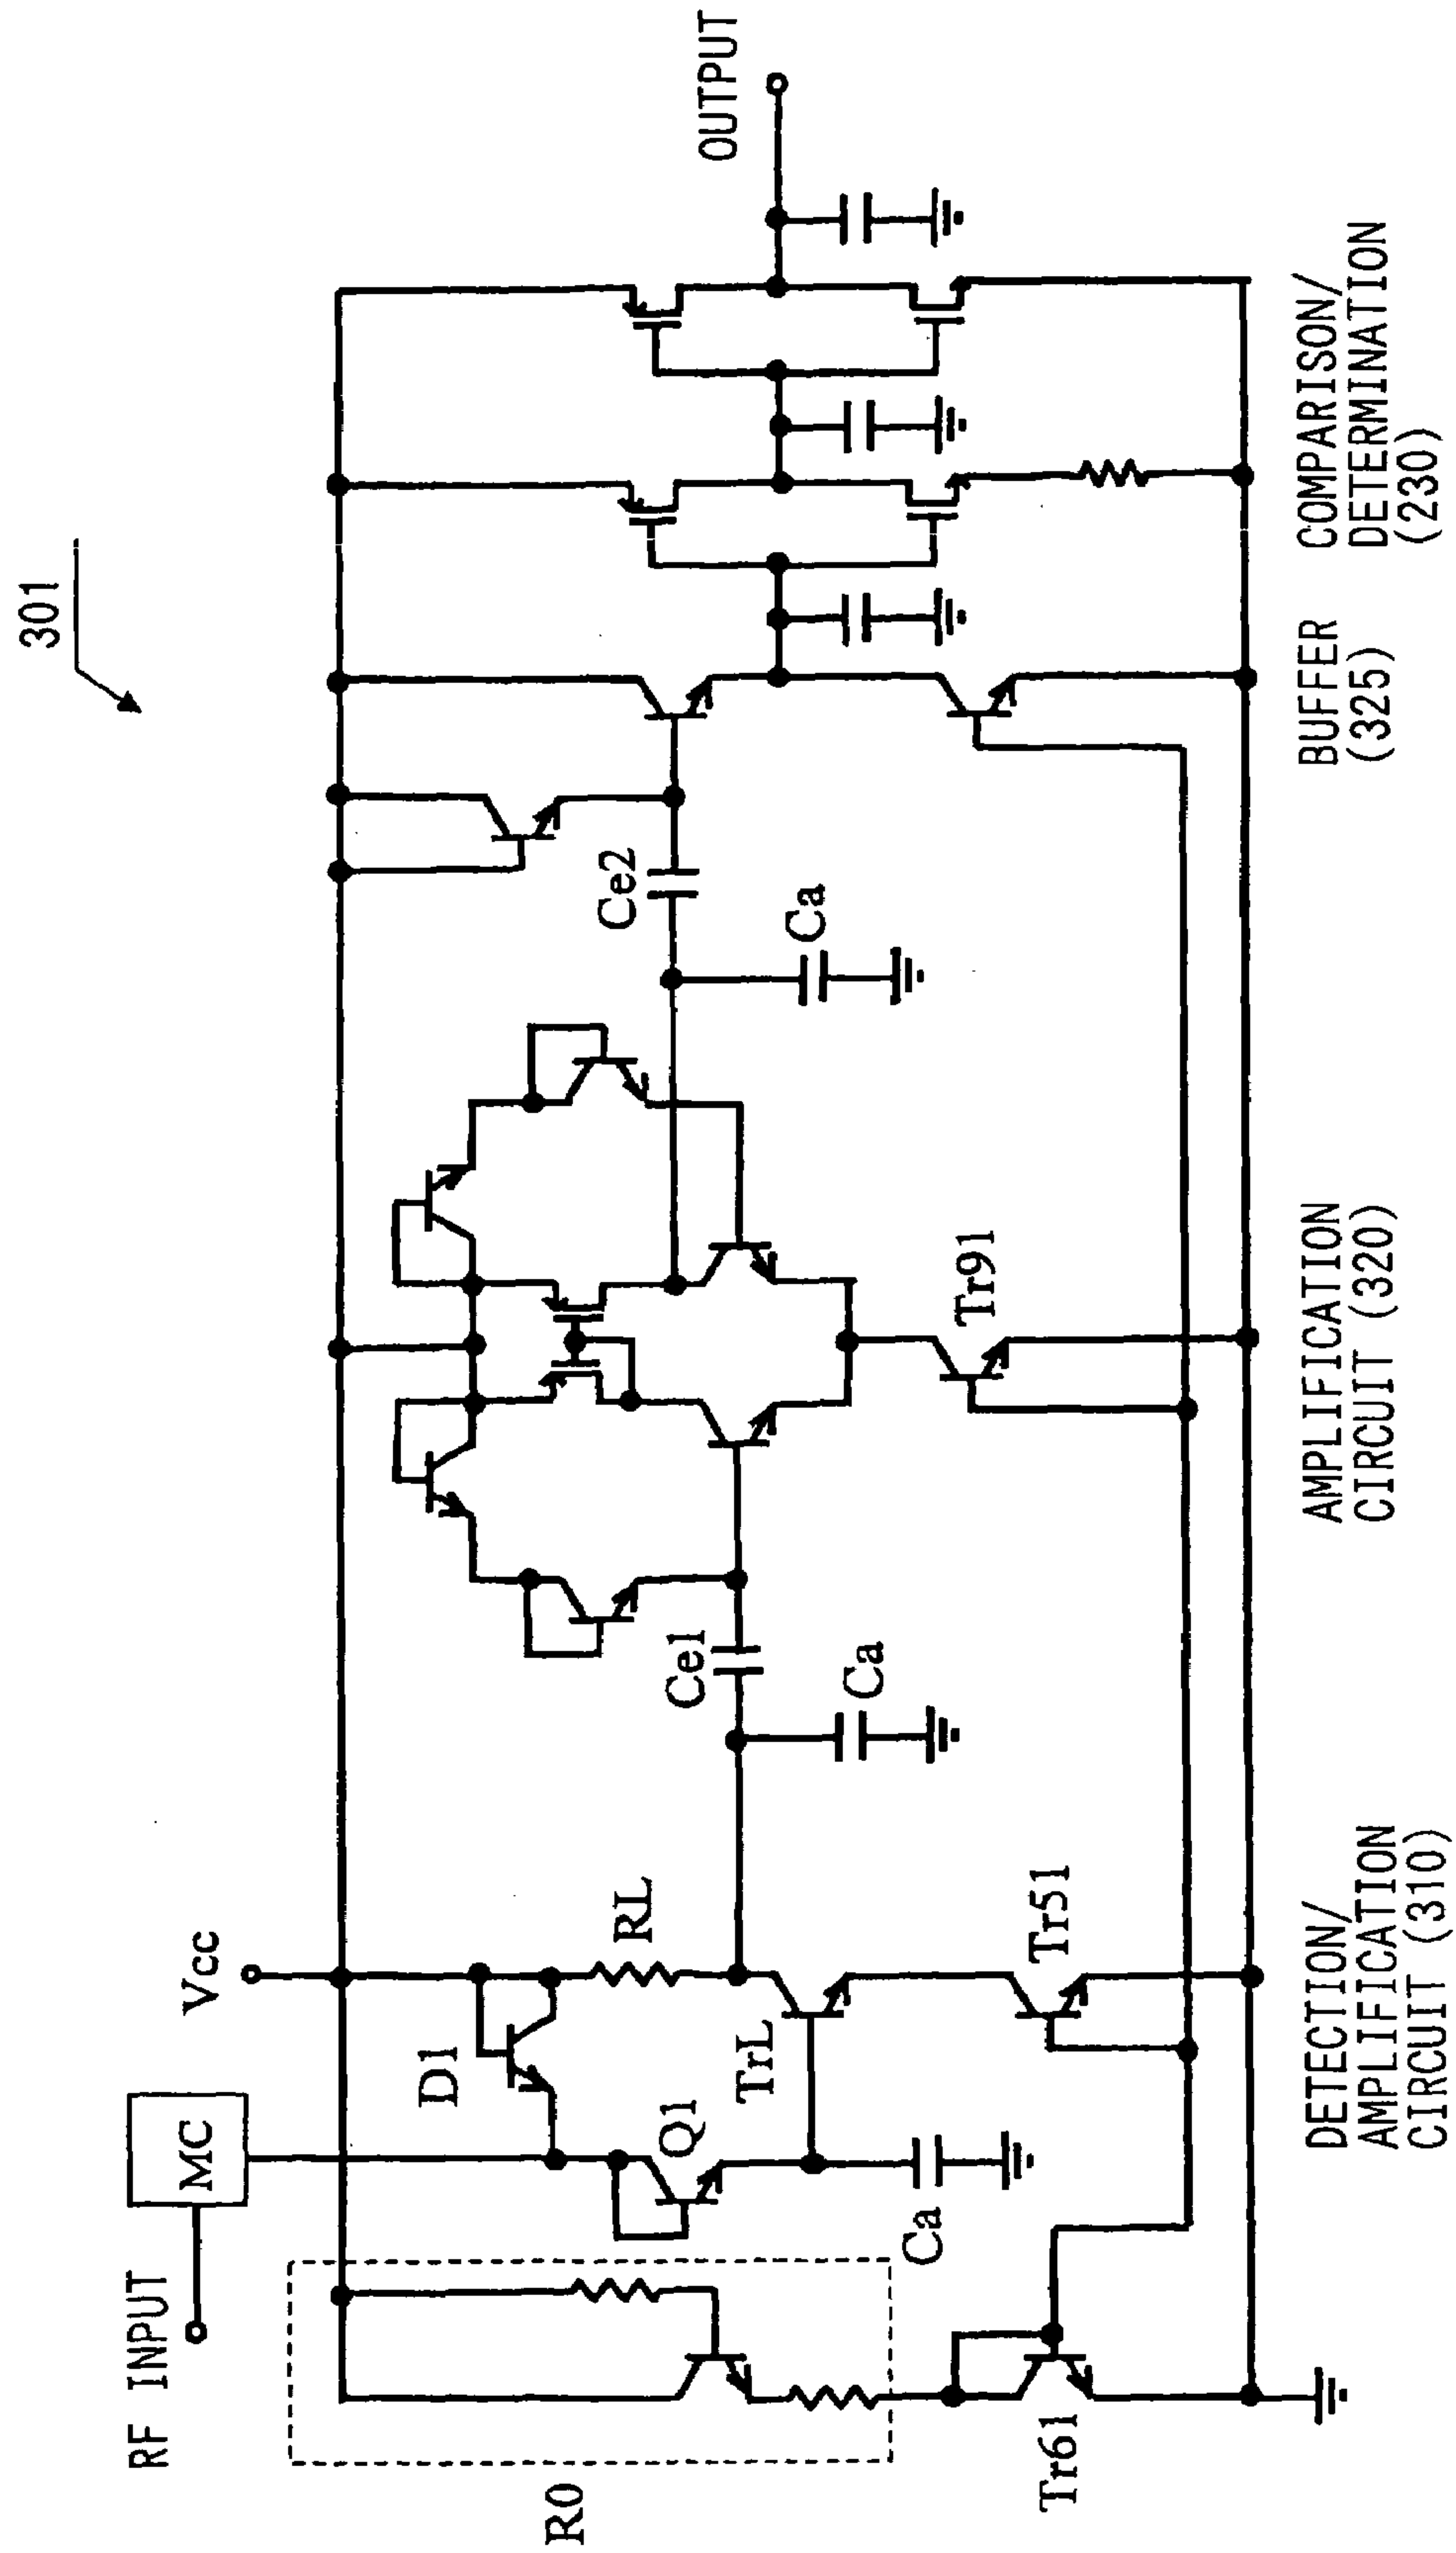 301
RF INPUT
MC
Vcc
D1
Q1
RL
TrL
Ca
R0
Tr61
Tr51
Ce1
Ca
Tr91
Ce2
Ca
OUTPUT
DETECTION/
AMPLIFICATION
CIRCUIT (310)
AMPLIFICATION
CIRCUIT (320)
BUFFER
(325)
COMPARISON/
DETERMINATION
(230)